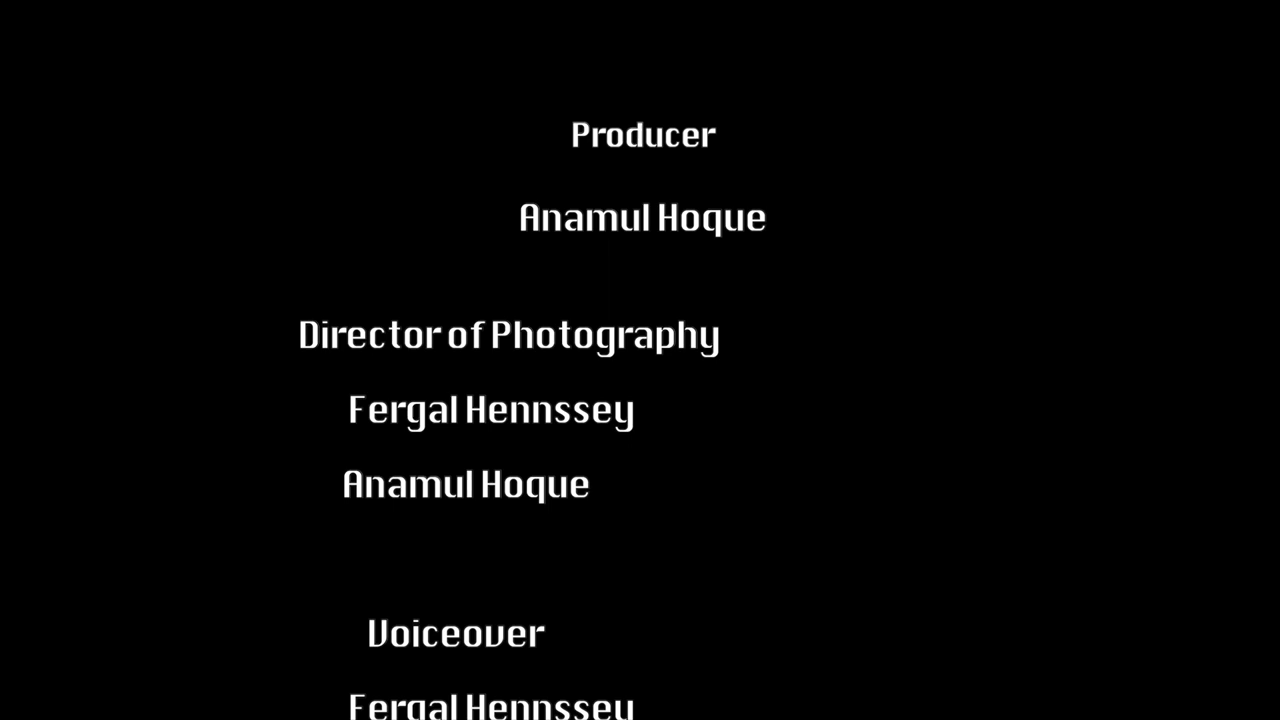 Producer
Anamul Hoque
Director of Photography
Fergal Hennssey
Anamul Hoque
Voiceover
Fergal Hennssey